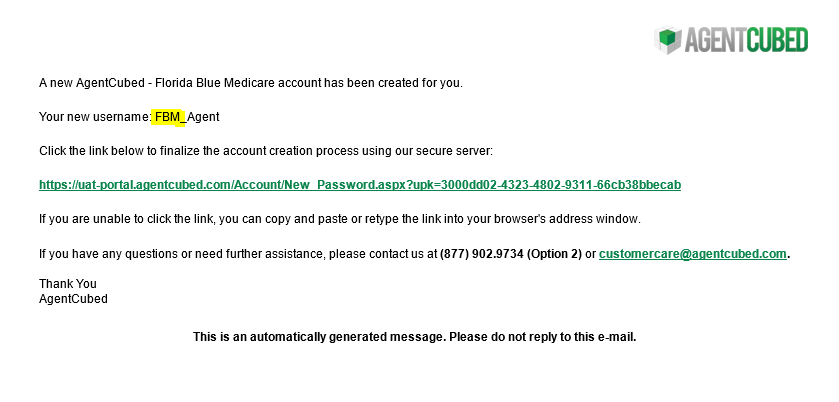 AGENTCUBED
A new AgentCubed - Florida Blue Medicare account has been created for you.
Your new username: FBM_Agent
Click the link below to finalize the account creation process using our secure server:
https://uat-portal.agentcubed.com/Account/New_Password.aspx?upk=3000dd02-4323-4802-9311-66cb38bbecab
If you are unable to click the link, you can copy and paste or retype the link into your browser's address window.
If you have any questions or need further assistance, please contact us at (877) 902.9734 (Option 2) or customercare@agentcubed.com.
Thank You
AgentCubed
This is an automatically generated message. Please do not reply to this e-mail.